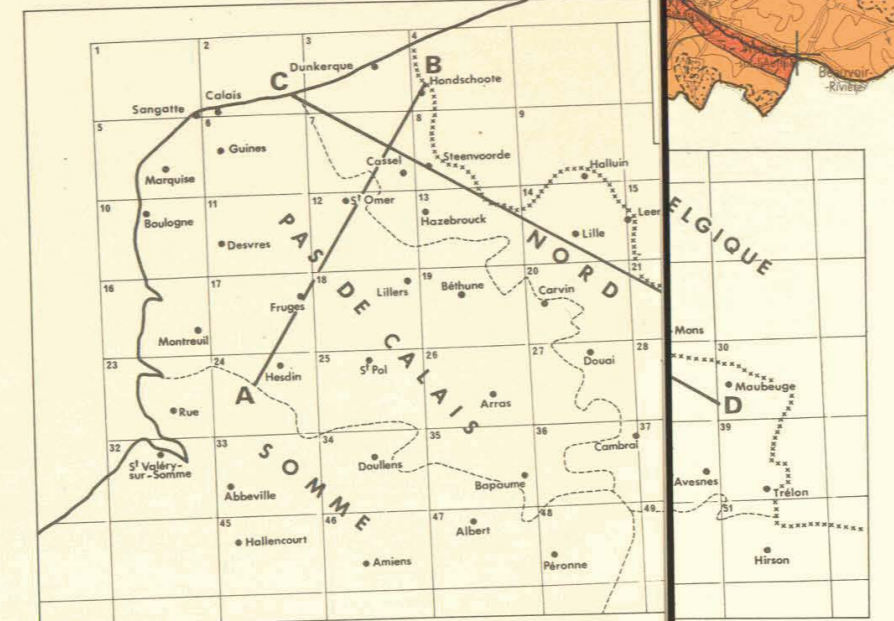 1
2
3
4
Dunkerque
B
Hondschoote
C
Calais
Sangatte
5
6
7
8
9
Guines
Marquise
Cassel
Steenvoorde
Halluin
10
11
12
13
14
15
St Omer
Hazebrouck
Boulogne
Desvres
Lille
Leer
PAS DE CALAIS
NORD
ELGIQUE
16
17
18
19
20
21
Fruges
Lillers
Béthune
Carvin
Montreuil
Mons
23
24
25
26
27
28
30
Hesdin
St Pol
Douai
Maubeuge
A
D
Rue
Arras
39
32
33
34
35
36
37
St Valéry-
sur-Somme
SOMME
Doullens
Cambrai
Abbeville
Bapaume
Avesnes
Trélon
45
46
47
48
49
51
Hallencourt
Albert
Amiens
Péronne
Hirson
Beauvoir-
-Rivière